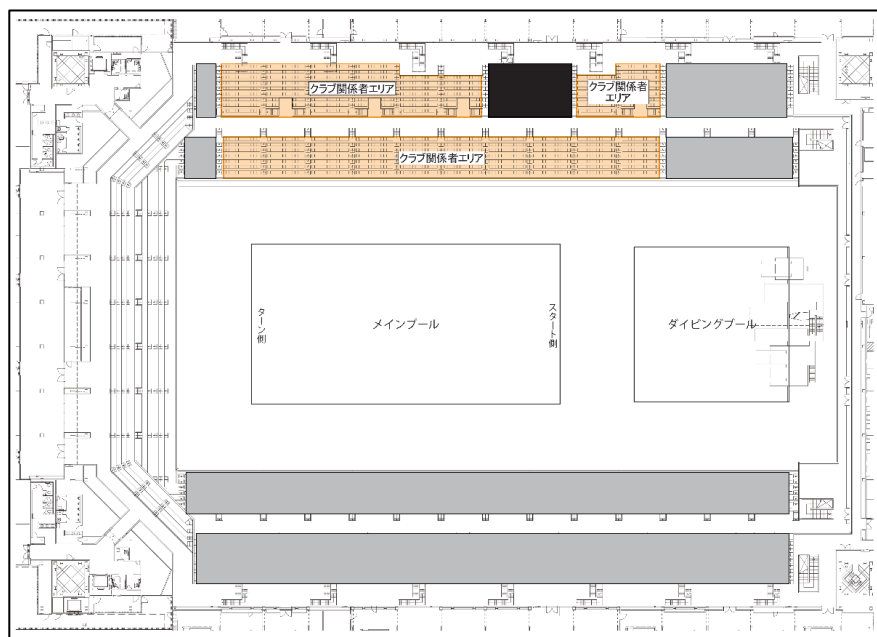 クラブ関係者エリア
クラブ関係者
エリア
クラブ関係者エリア
ターン側
メインプール
スタート側
ダイビングプール